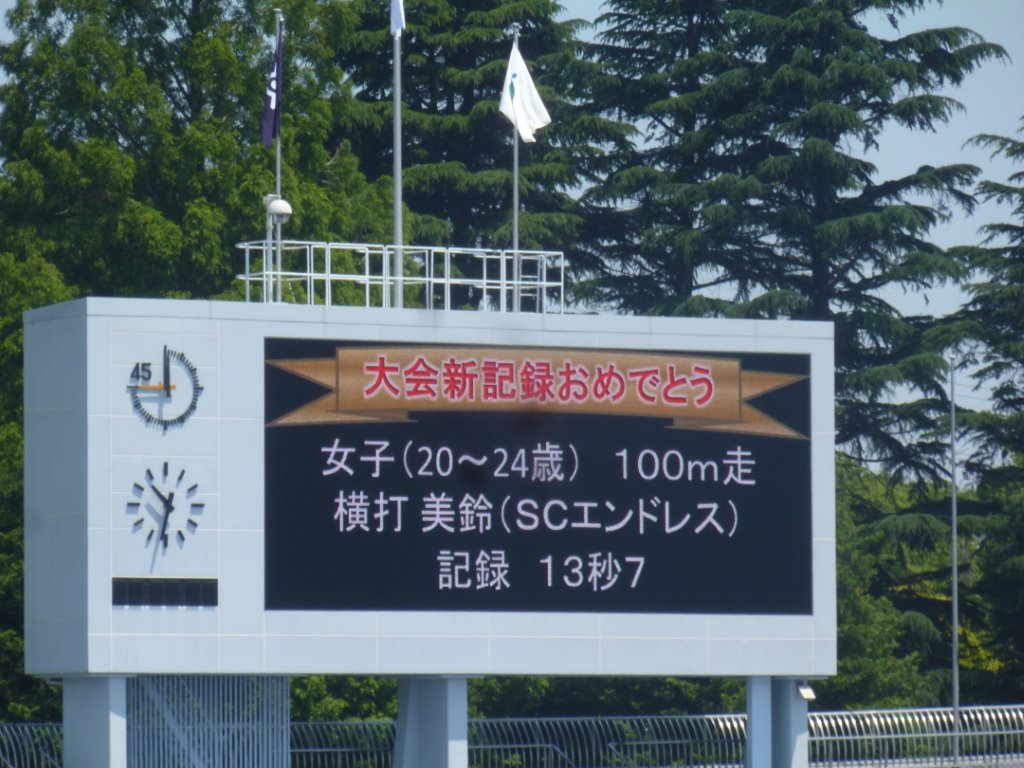 45
大会新記録おめでとう
女子(20～24歳) 100m走
横打 美鈴(SCエンドレス)
記録 13秒7